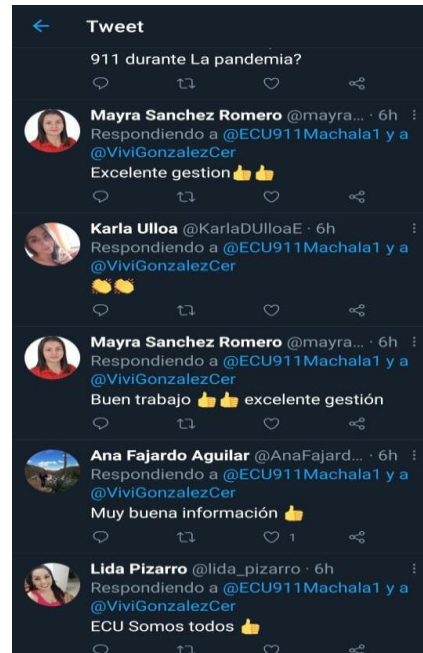 Tweet
911 durante La pandemia?
Mayra Sanchez Romero @mayra... · 6h
Respondiendo a @ECU911Machala1 y a
@ViviGonzalezCer
Excelente gestion👍👍
Karla Ulloa @KarlaDUlloaE · 6h
Respondiendo a @ECU911Machala1 y a
@ViviGonzalezCer
👏👏
Mayra Sanchez Romero @mayra... · 6h
Respondiendo a @ECU911Machala1 y a
@ViviGonzalezCer
Buen trabajo 👍👍 excelente gestión
Ana Fajardo Aguilar @AnaFajard... · 6h
Respondiendo a @ECU911Machala1 y a
@ViviGonzalezCer
Muy buena información 👍
1
Lida Pizarro @lida_pizarro · 6h
Respondiendo a @ECU911Machala1 y a
@ViviGonzalezCer
ECU Somos todos 👍